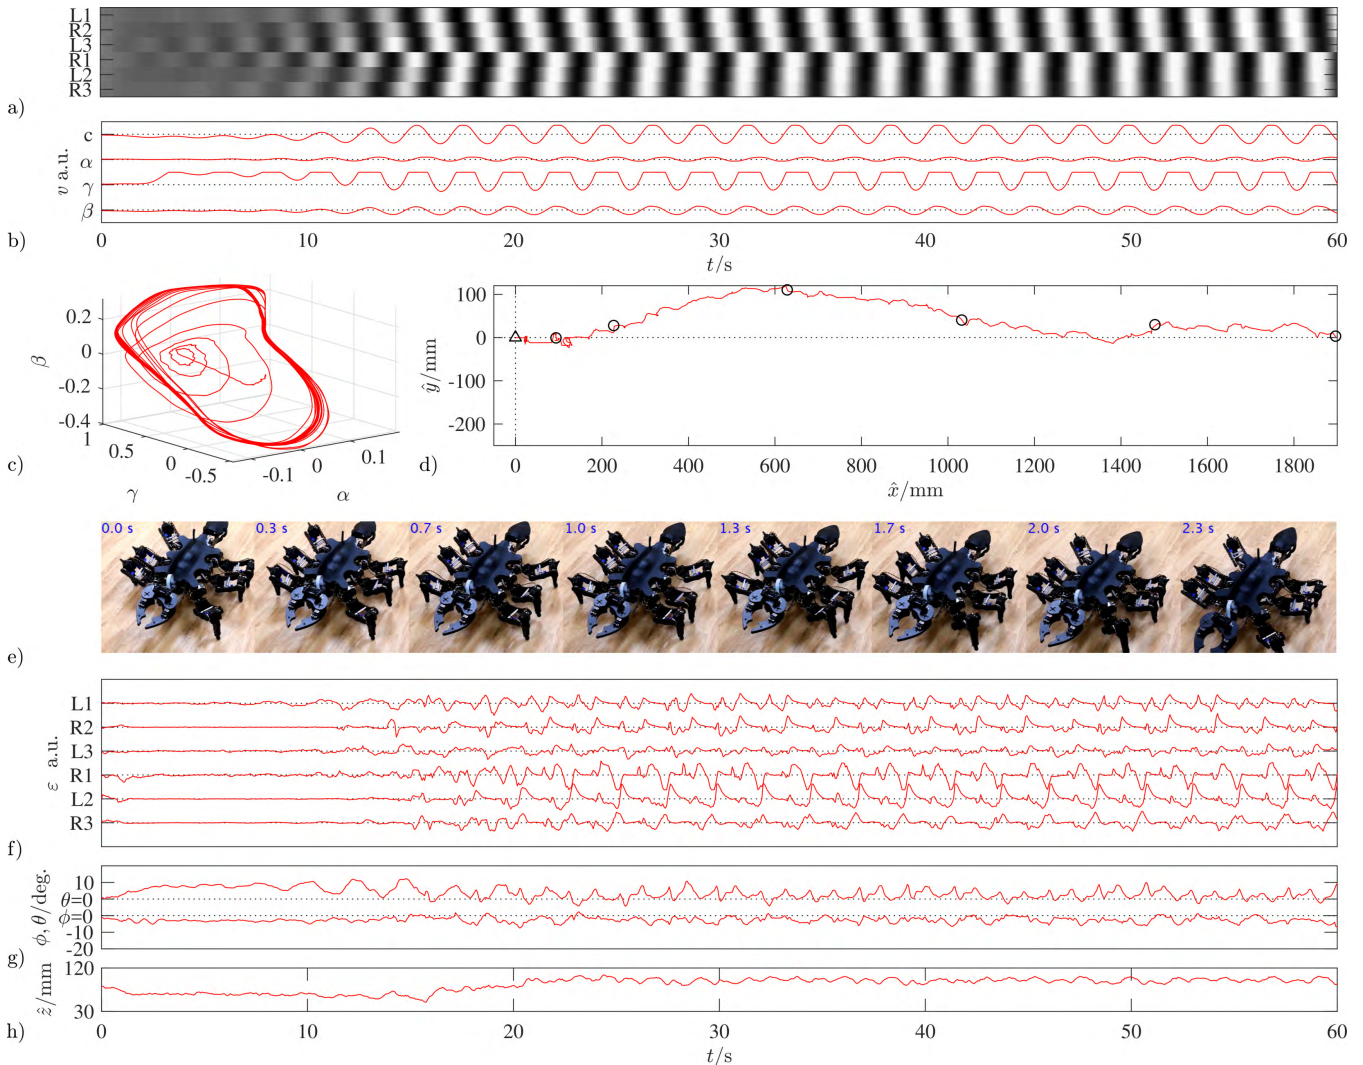 L1
R2
L3
R1
L2
R3
a)
c
α
γ
β
v a.u.
b)
0 10 20 30 40 50 60
t/s
0.2
0
-0.2
-0.4
β
1 0.5 0 -0.5
γ
-0.1 0 0.1
α
c)
100
0
-100
-200
ŷ/mm
0 200 400 600 800 1000 1200 1400 1600 1800
x̂/mm
d)
0.0 s 0.3 s 0.7 s 1.0 s 1.3 s 1.7 s 2.0 s 2.3 s
e)
L1
R2
L3
R1
L2
R3
ε a.u.
f)
10
θ=0
ϕ=0
-10
-20
ϕ, θ/deg.
g)
120
30
ẑ/mm
h)
0 10 20 30 40 50 60
t/s